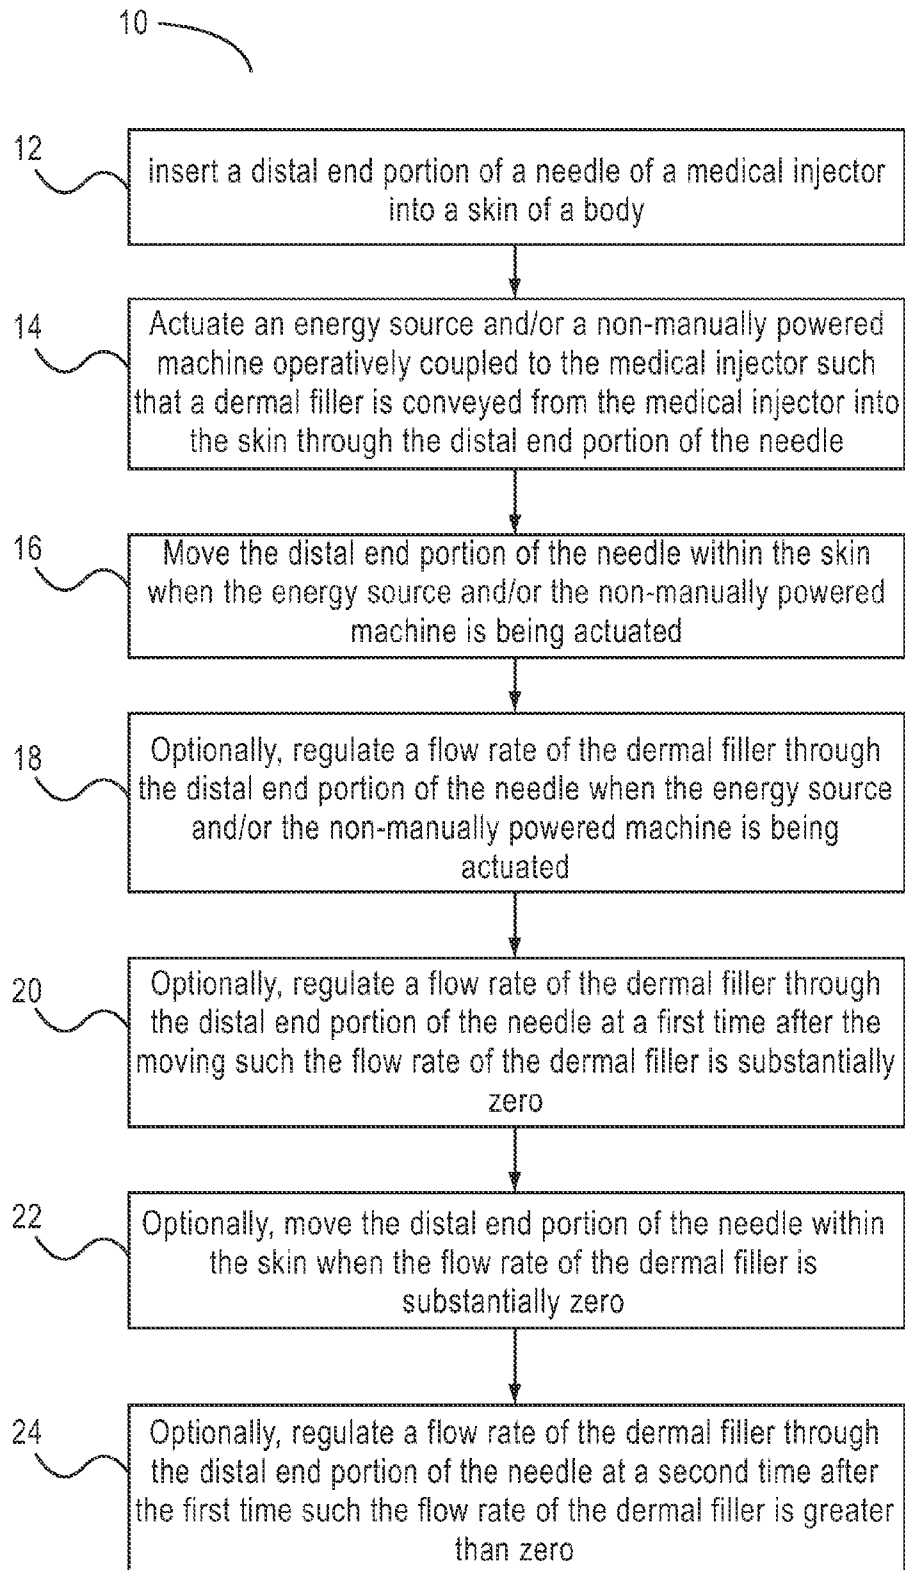 10
12
insert a distal end portion of a needle of a medical injector
into a skin of a body
14
Actuate an energy source and/or a non-manually powered
machine operatively coupled to the medical injector such
that a dermal filler is conveyed from the medical injector into
the skin through the distal end portion of the needle
16
Move the distal end portion of the needle within the skin
when the energy source and/or the non-manually powered
machine is being actuated
18
Optionally, regulate a flow rate of the dermal filler through
the distal end portion of the needle when the energy source
and/or the non-manually powered machine is being
actuated
20
Optionally, regulate a flow rate of the dermal filler through
the distal end portion of the needle at a first time after the
moving such the flow rate of the dermal filler is substantially
zero
22
Optionally, move the distal end portion of the needle within
the skin when the flow rate of the dermal filler is
substantially zero
24
Optionally, regulate a flow rate of the dermal filler through
the distal end portion of the needle at a second time after
the first time such the flow rate of the dermal filler is greater
than zero